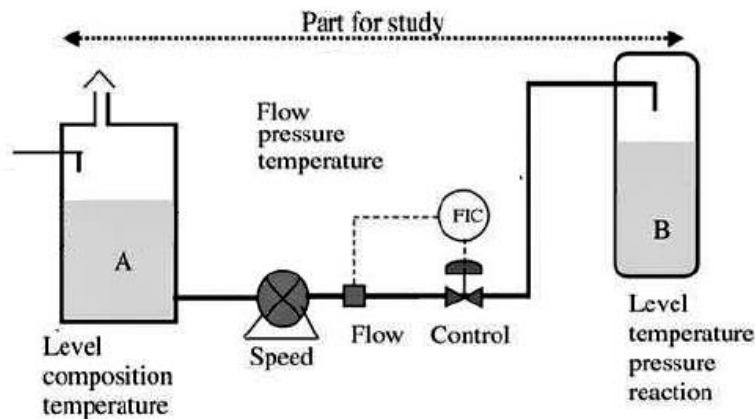 Part for study
Flow
pressure
temperature
FIC
A
B
Speed
Flow
Control
Level
composition
temperature
Level
temperature
pressure
reaction